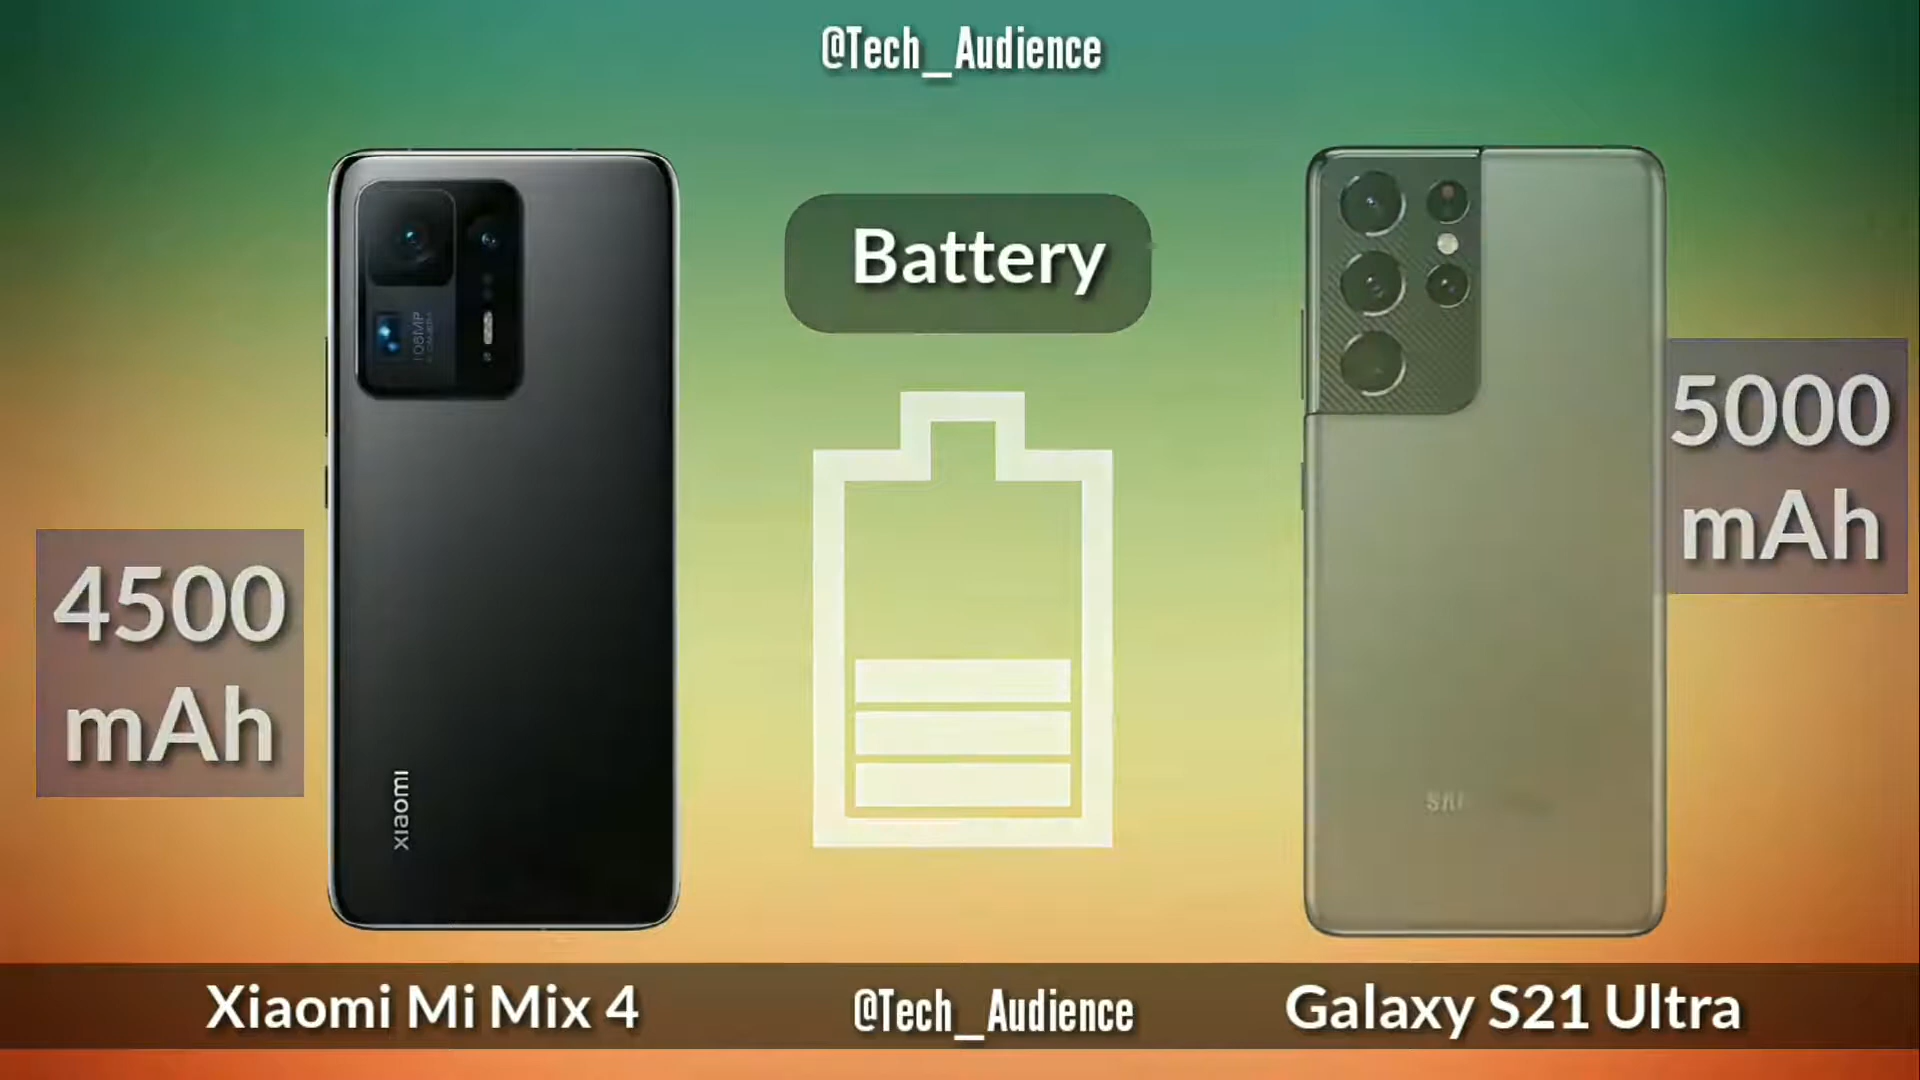 @Tech_Audience
Battery
108MP
4500
mAh
xiaomi
5000
mAh
Xiaomi Mi Mix 4
@Tech_Audience
Galaxy S21 Ultra